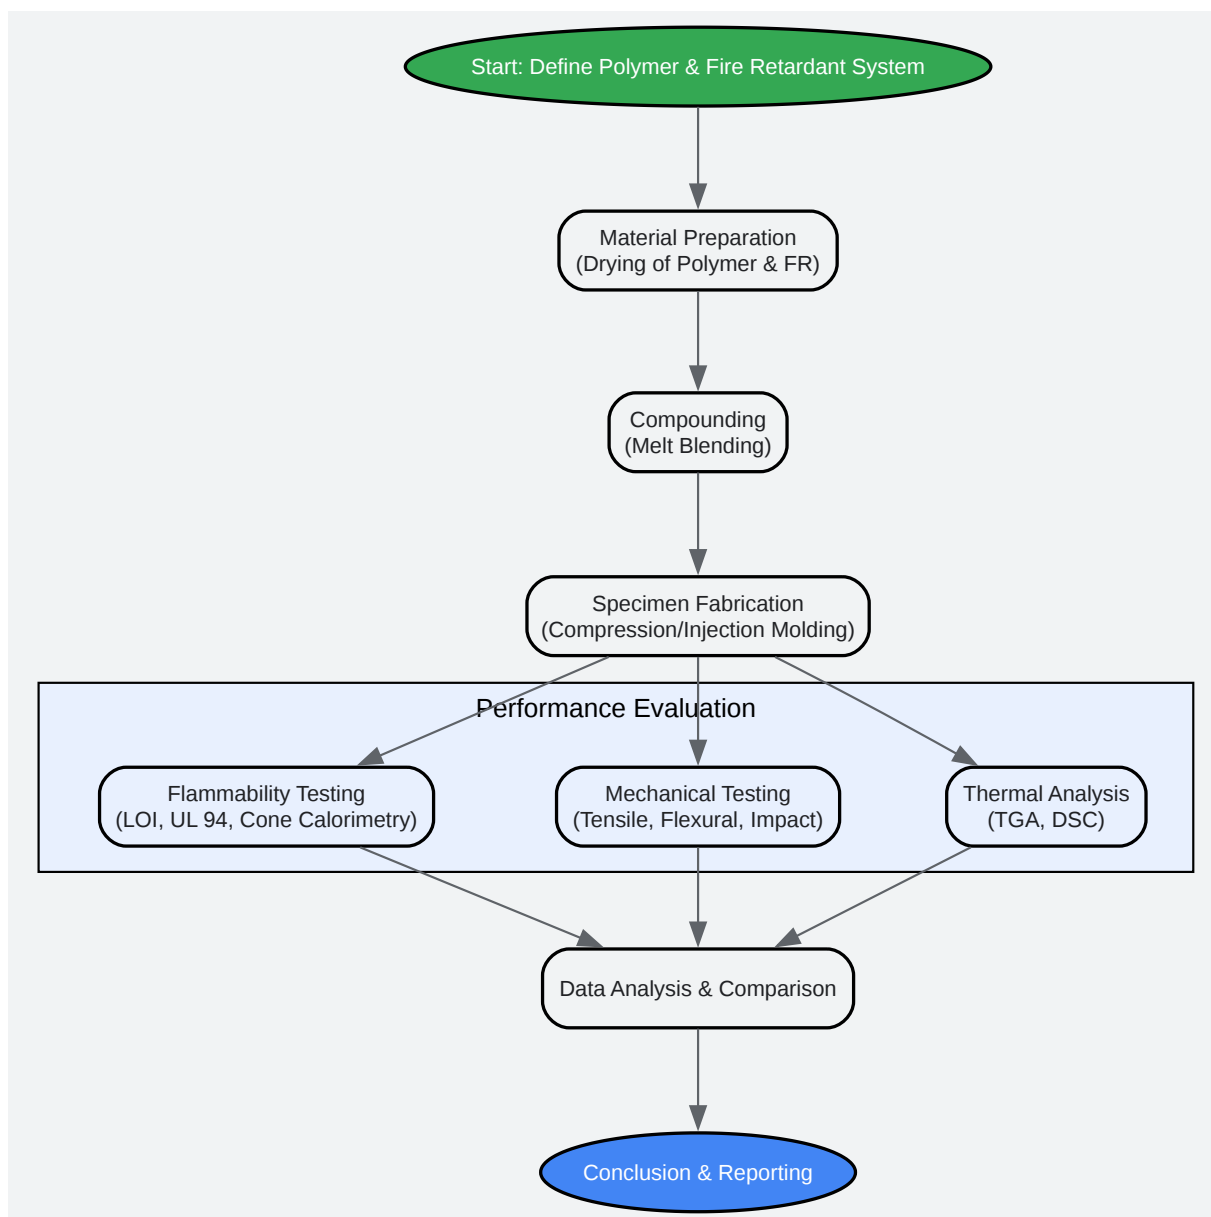 Start: Define Polymer & Fire Retardant System
Material Preparation
(Drying of Polymer & FR)
Compounding
(Melt Blending)
Specimen Fabrication
(Compression/Injection Molding)
Performance Evaluation
Flammability Testing
(LOI, UL 94, Cone Calorimetry)
Mechanical Testing
(Tensile, Flexural, Impact)
Thermal Analysis
(TGA, DSC)
Data Analysis & Comparison
Conclusion & Reporting